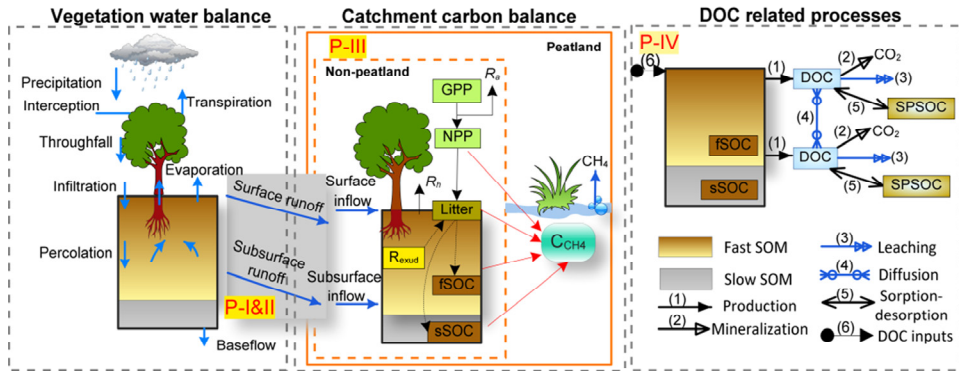 Vegetation water balance
Precipitation
Interception
Transpiration
Throughfall
Evaporation
Infiltration
Percolation
Surface runoff
Subsurface
runoff
P-I&II
Baseflow
Catchment carbon balance
P-III
Peatland
Non-peatland
Ra
GPP
NPP
CH4
Surface
inflow
Rh
Litter
Rexud
CCH4
Subsurface
inflow
fSOC
sSOC
DOC related processes
P-IV
(6)
(1)
DOC
(2)
CO2
(3)
(5)
SPSOC
(4)
fSOC
(1)
DOC
(2)
CO2
(3)
(5)
SPSOC
sSOC
Fast SOM
Slow SOM
(1)
Production
(2)
Mineralization
(3)
Leaching
(4)
Diffusion
(5)
Sorption-
desorption
(6)
DOC inputs